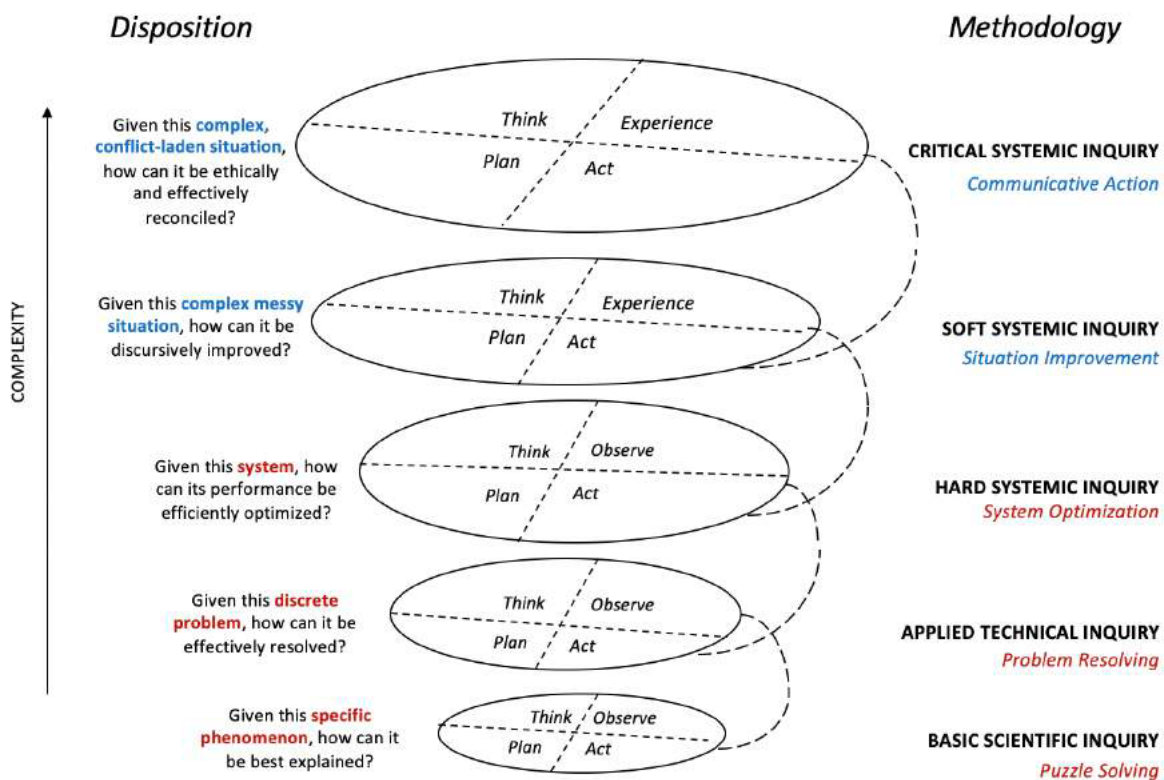 Disposition
Methodology
COMPLEXITY
Given this complex,
conflict-laden situation,
how can it be ethically
and effectively
reconciled?
Think
Experience
Plan
Act
CRITICAL SYSTEMIC INQUIRY
Communicative Action
Given this complex messy
situation, how can it be
discursively improved?
Think
Experience
Plan
Act
SOFT SYSTEMIC INQUIRY
Situation Improvement
Given this system, how
can its performance be
efficiently optimized?
Think
Observe
Plan
Act
HARD SYSTEMIC INQUIRY
System Optimization
Given this discrete
problem, how can it be
effectively resolved?
Think
Observe
Plan
Act
APPLIED TECHNICAL INQUIRY
Problem Resolving
Given this specific
phenomenon, how can it
be best explained?
Think
Observe
Plan
Act
BASIC SCIENTIFIC INQUIRY
Puzzle Solving